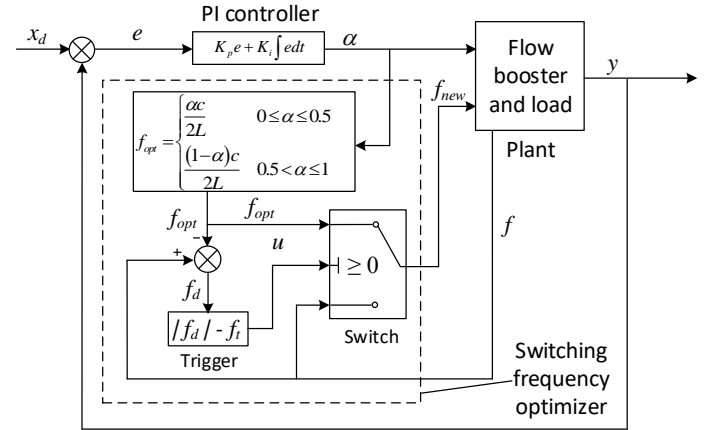 PI controller
x_d
e
K_p e + K_i ∫ edt
α
Flow
booster
and load
y
Plant
f_new
f_opt = { αc / 2L    0 ≤ α ≤ 0.5
(1−α)c / 2L    0.5 < α ≤ 1
f_opt
f_opt
−
+
u
≥ 0
f
f_d
/f_d/ - f_t
Trigger
Switch
Switching
frequency
optimizer